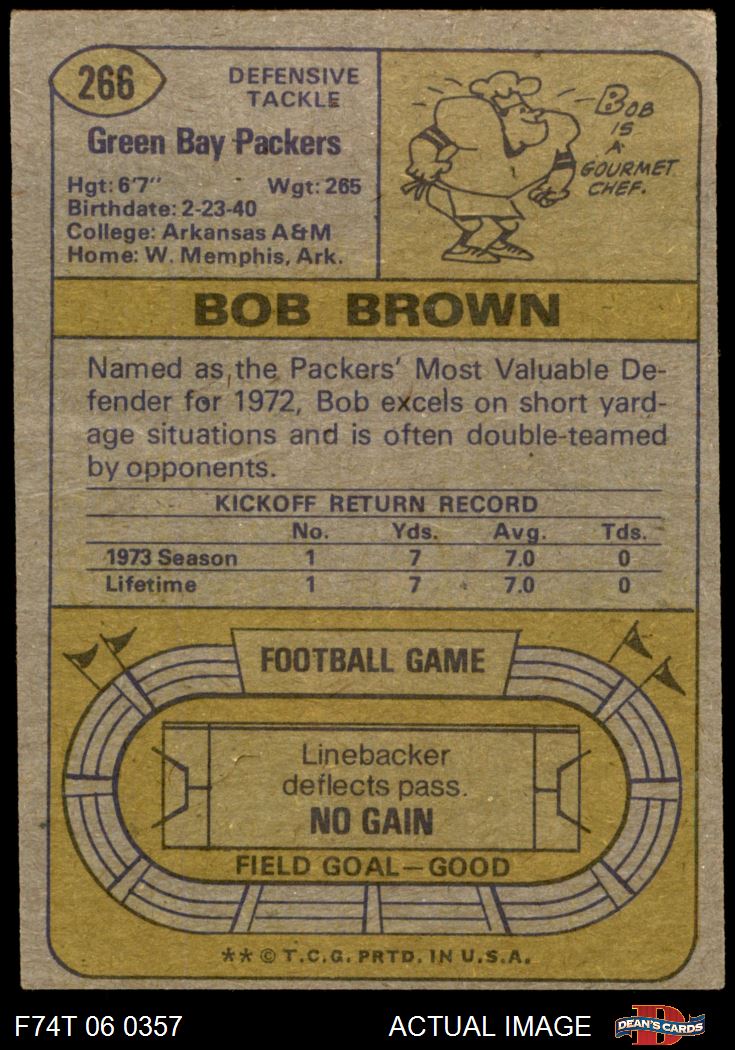 266
DEFENSIVE
TACKLE
Green Bay Packers
Hgt: 6'7" Wgt: 265
Birthdate: 2-23-40
College: Arkansas A&M
Home: W. Memphis, Ark.
BOB
IS
A
GOURMET
CHEF.
BOB BROWN
Named as the Packers' Most Valuable De-
fender for 1972, Bob excels on short yard-
age situations and is often double-teamed
by opponents.
KICKOFF RETURN RECORD
No. Yds. Avg. Tds.
1973 Season 1 7 7.0 0
Lifetime 1 7 7.0 0
FOOTBALL GAME
Linebacker
deflects pass.
NO GAIN
FIELD GOAL—GOOD
** © T.C.G. PRTD. IN U.S.A.
F74T 06 0357 ACTUAL IMAGE D DEAN'S CARDS